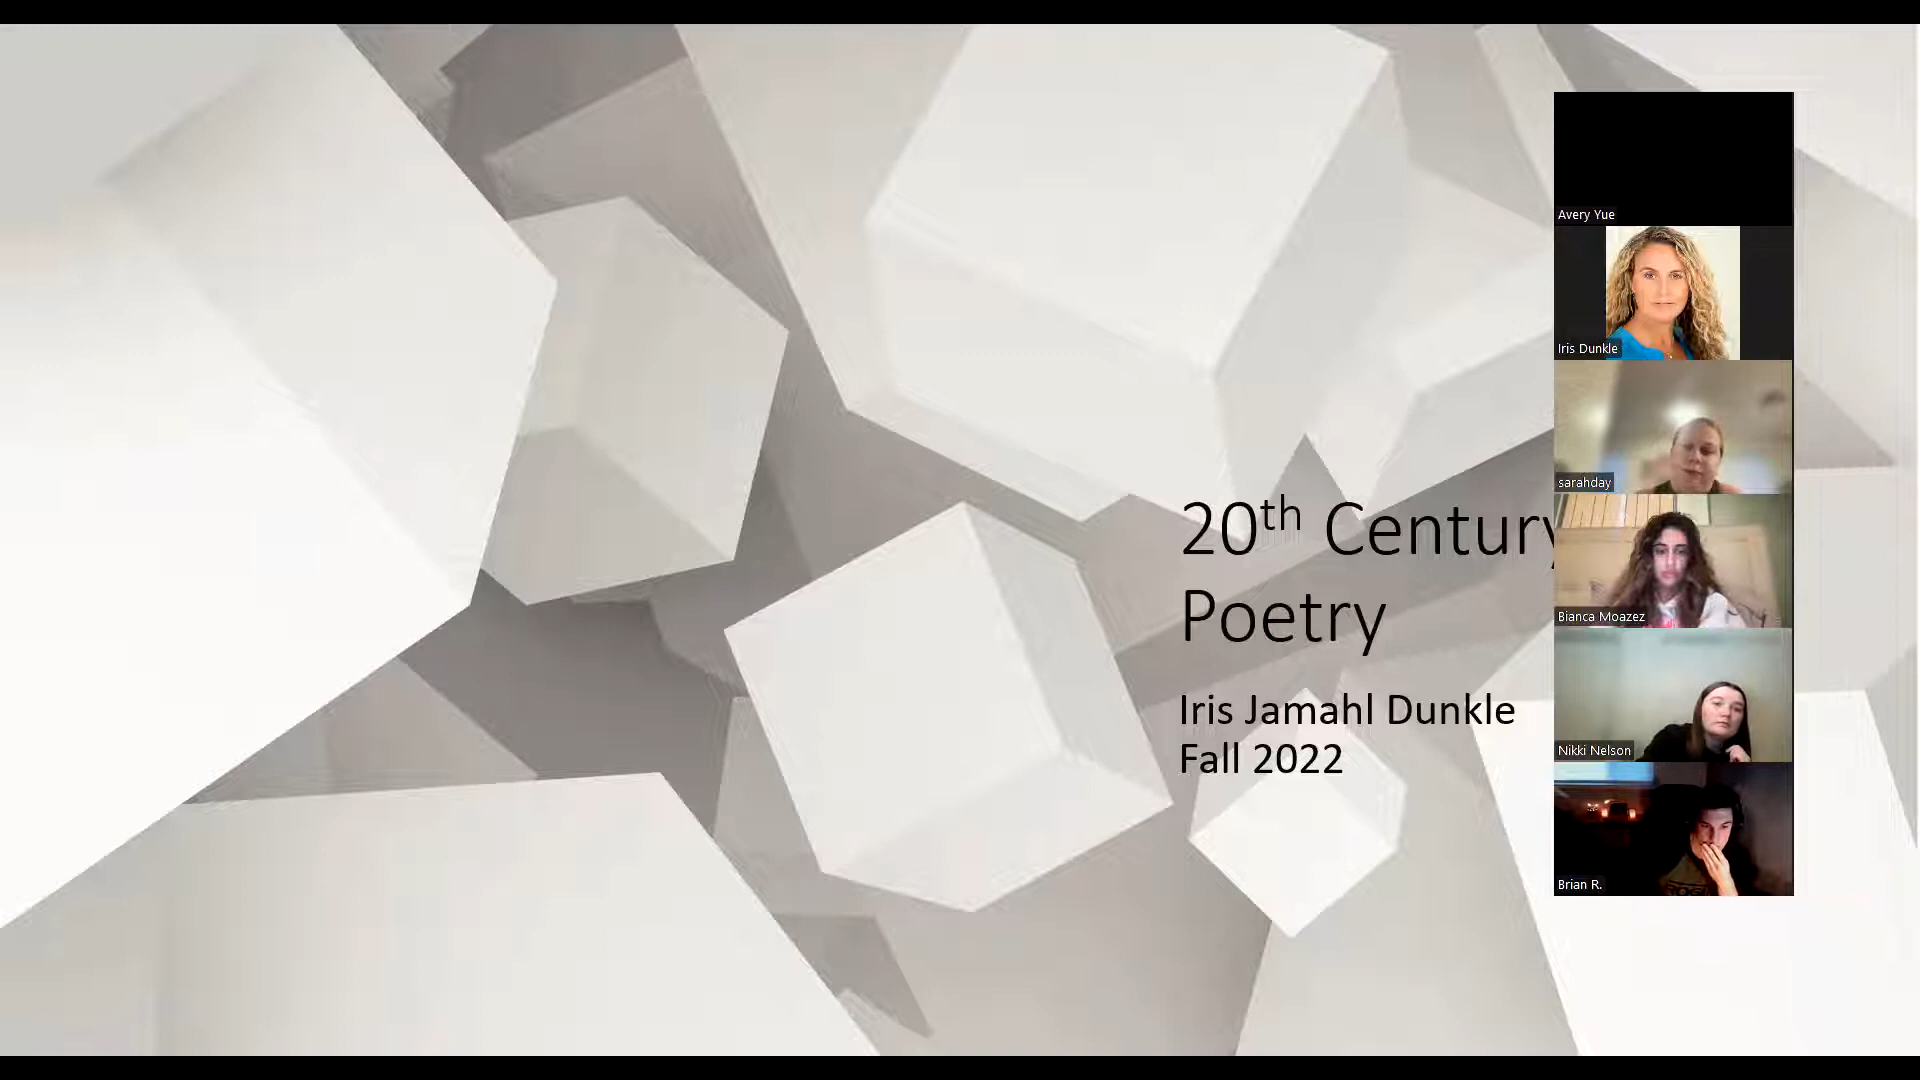 20th Century
Poetry
Iris Jamahl Dunkle
Fall 2022
Avery Yue
Iris Dunkle
sarahday
Bianca Moazez
Nikki Nelson
Brian R.